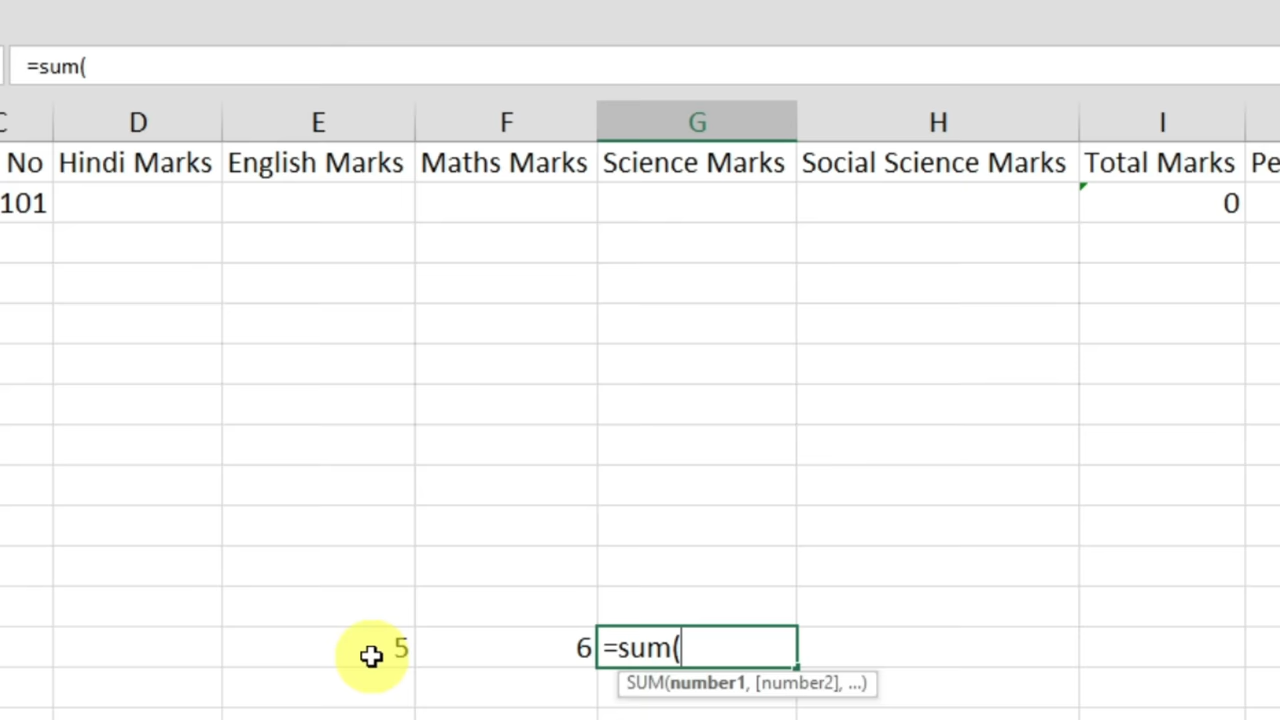 =sum(
C D E F G H I
No Hindi Marks English Marks Maths Marks Science Marks Social Science Marks Total Marks Pe
101 0
5 6 =sum(
SUM(number1, [number2], ...)